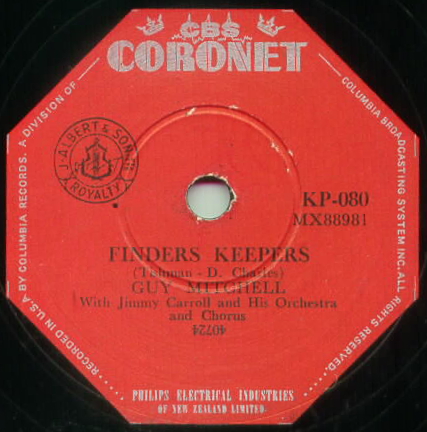 CBS
CORONET
J. ALBERT & SON
ROYALTY
KP-080
MX88981
FINDERS KEEPERS
(Tishman - D. Charles)
GUY MITCHELL
With Jimmy Carroll and His Orchestra
and Chorus
40724
PHILIPS ELECTRICAL INDUSTRIES
OF NEW ZEALAND LIMITED.
....RECORDED IN U.S.A BY COLUMBIA RECORDS. A DIVISION OF
COLUMBIA BROADCASTING SYSTEM INC. ALL RIGHTS RESERVED....